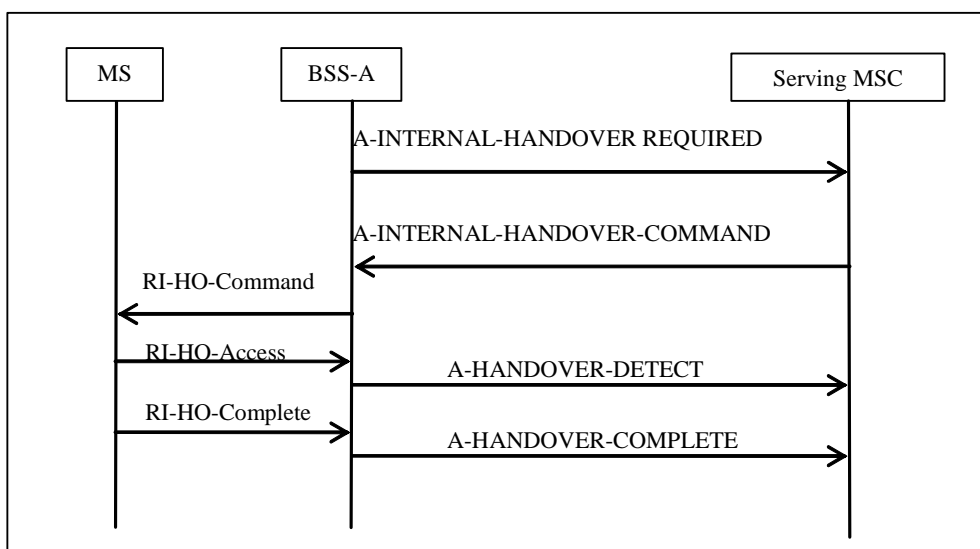 MS
BSS-A
Serving MSC
A-INTERNAL-HANDOVER REQUIRED
A-INTERNAL-HANDOVER-COMMAND
RI-HO-Command
RI-HO-Access
A-HANDOVER-DETECT
RI-HO-Complete
A-HANDOVER-COMPLETE